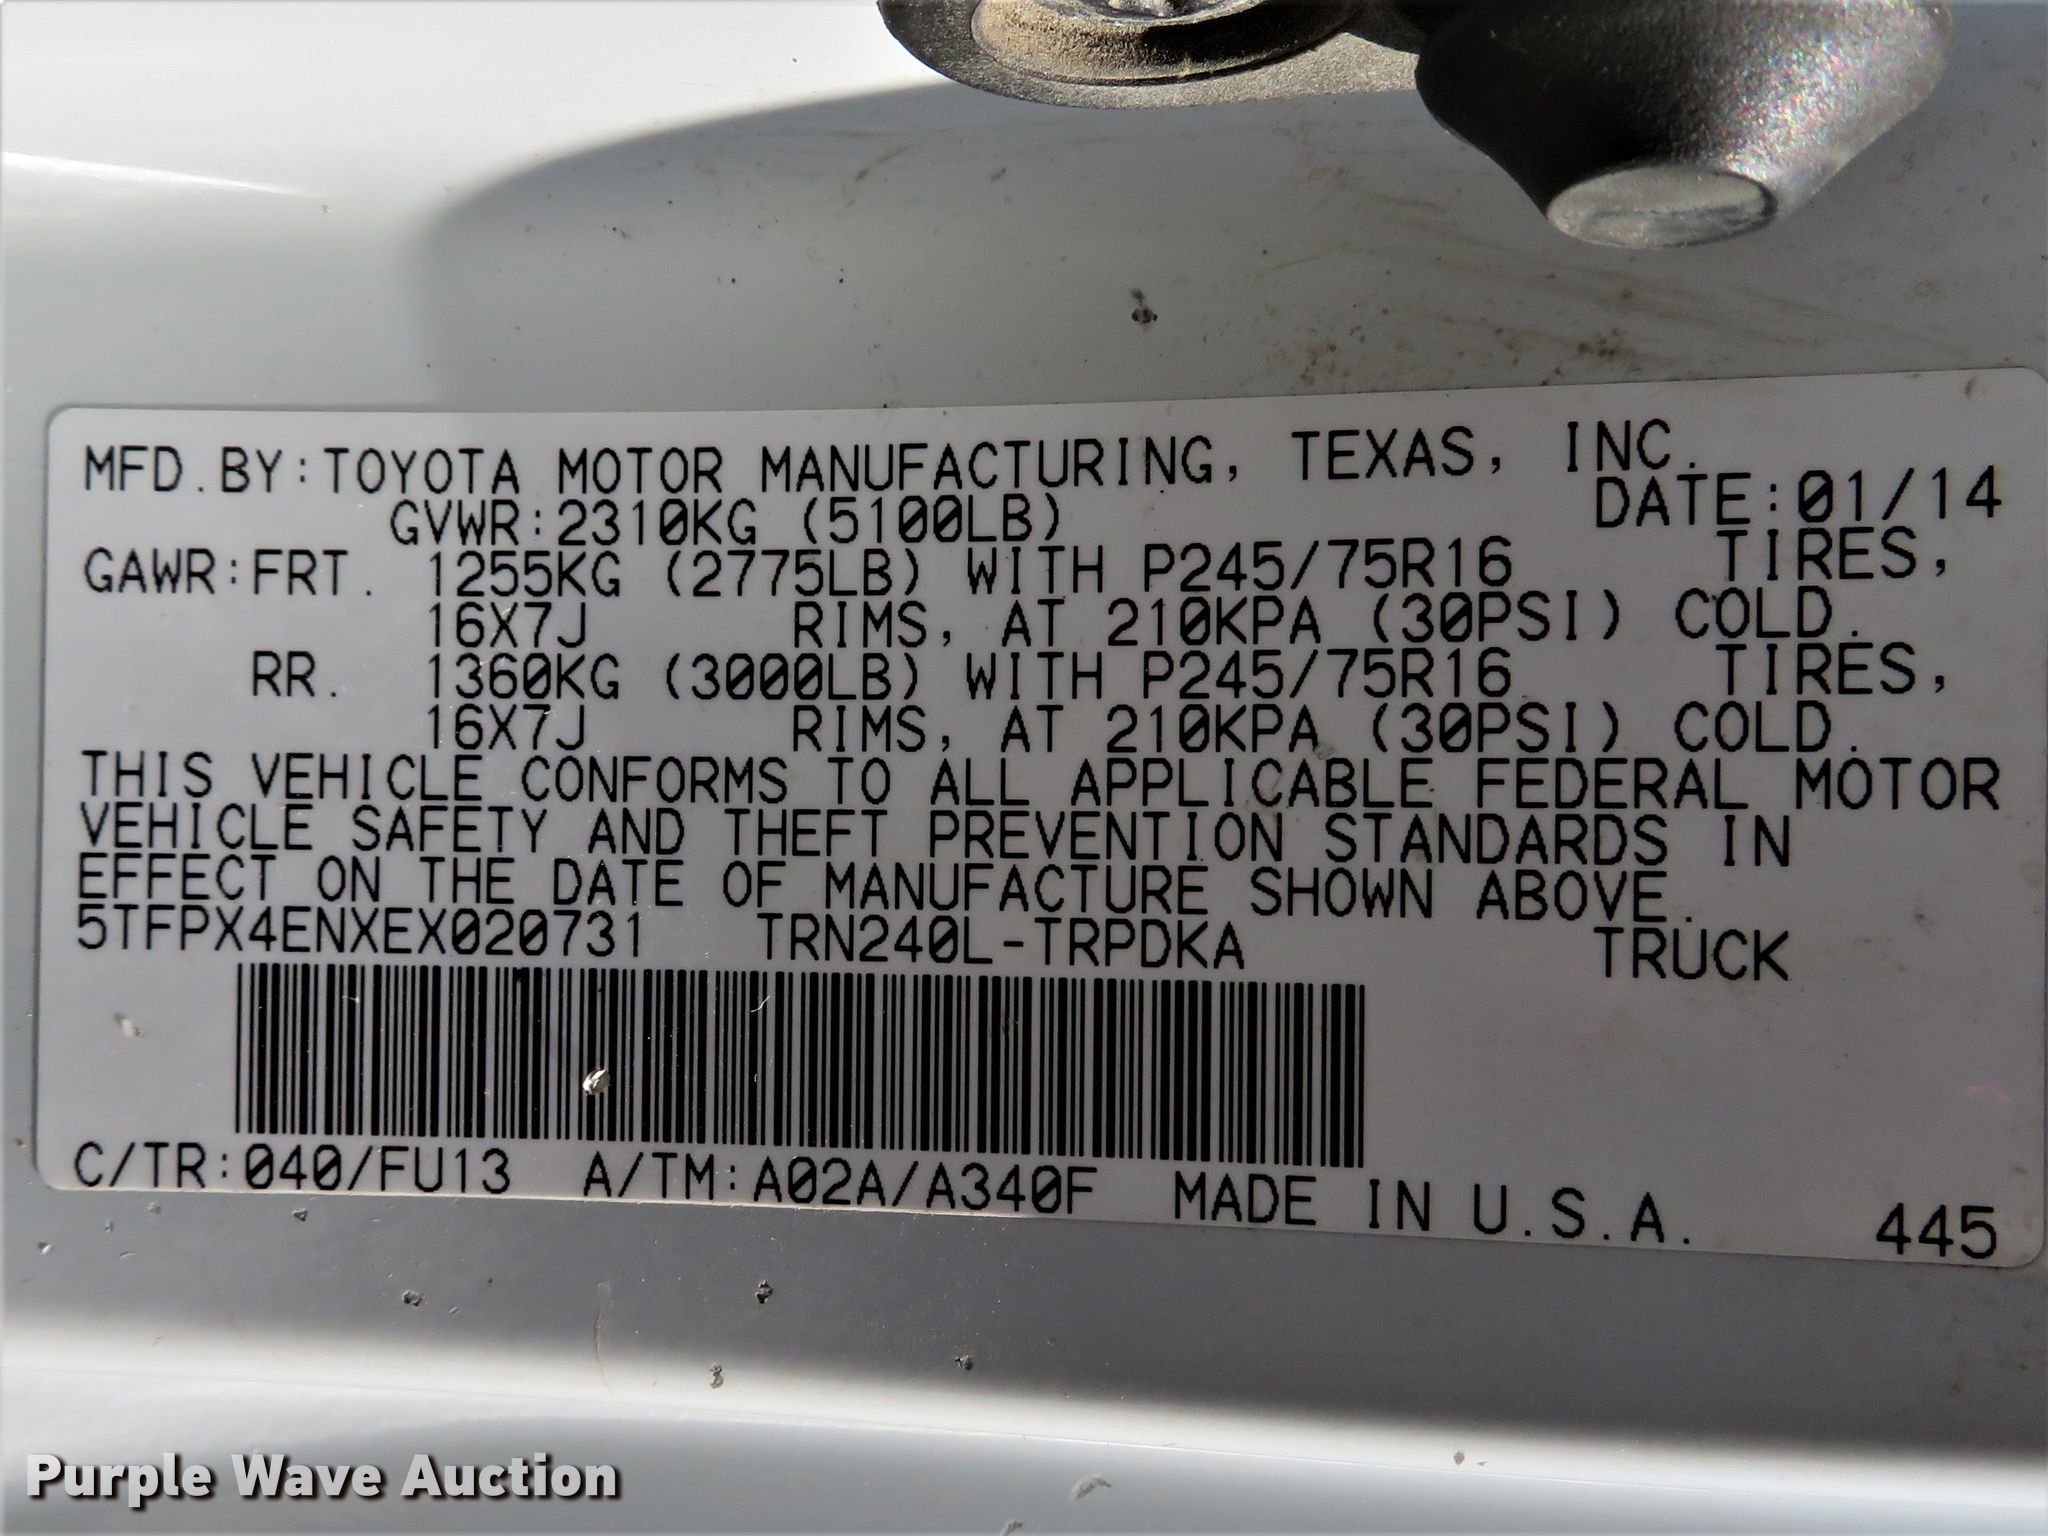 MFD.BY:TOYOTA MOTOR MANUFACTURING, TEXAS, INC.
GVWR:2310KG (5100LB) DATE:01/14
GAWR:FRT. 1255KG (2775LB) WITH P245/75R16 TIRES,
16X7J RIMS, AT 210KPA (30PSI) COLD.
RR. 1360KG (3000LB) WITH P245/75R16 TIRES,
16X7J RIMS, AT 210KPA (30PSI) COLD.
THIS VEHICLE CONFORMS TO ALL APPLICABLE FEDERAL MOTOR
VEHICLE SAFETY AND THEFT PREVENTION STANDARDS IN
EFFECT ON THE DATE OF MANUFACTURE SHOWN ABOVE.
5TFPX4ENXEX020731 TRN240L-TRPDKA TRUCK
C/TR:040/FU13 A/TM:A02A/A340F MADE IN U.S.A. 445
Purple Wave Auction